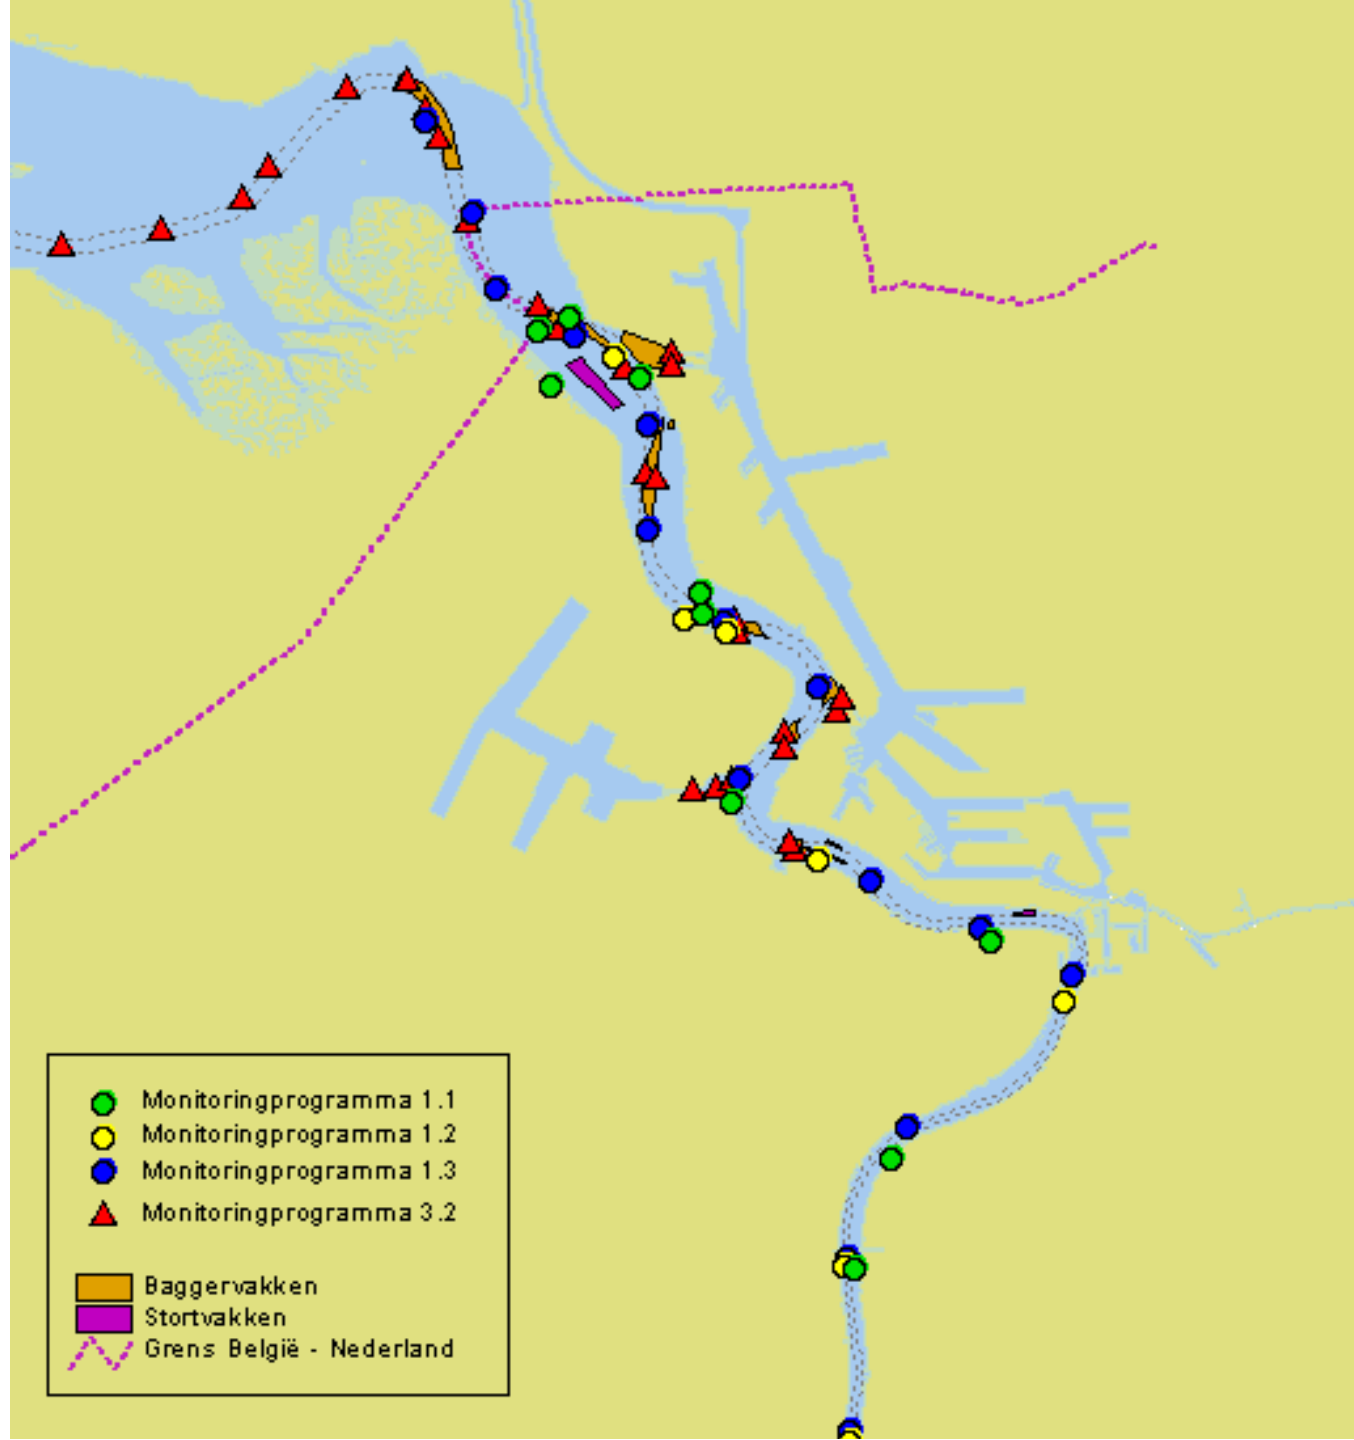 Monitoringprogramma 1.1
Monitoringprogramma 1.2
Monitoringprogramma 1.3
Monitoringprogramma 3.2
Baggervakken
Stortvakken
Grens België - Nederland